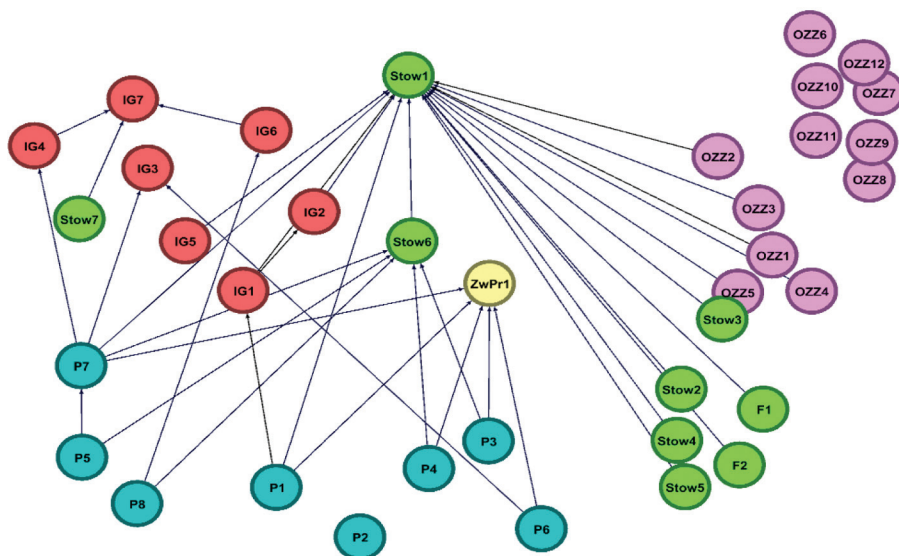 OZZ6
OZZ12
Stow1
OZZ10
OZZ7
IG7
IG6
OZZ11
OZZ9
IG4
OZZ2
IG3
OZZ8
OZZ3
IG2
Stow7
IG5
Stow6
OZZ1
ZwPr1
IG1
OZZ5
OZZ4
Stow3
P7
Stow2
F1
P3
Stow4
P5
P4
F2
P1
Stow5
P8
P6
P2